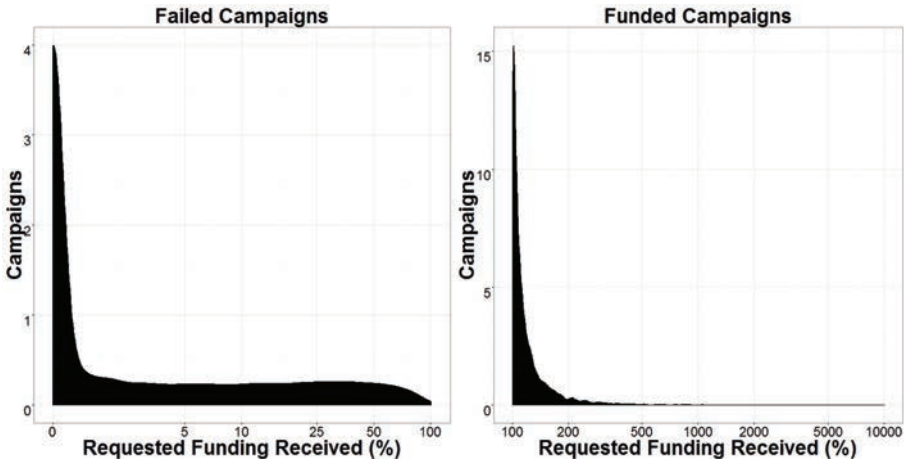 Failed Campaigns
Campaigns
4
3
2
1
0
0 5 10 25 50 100
Requested Funding Received (%)
Funded Campaigns
Campaigns
15
10
5
0
100 200 500 1000 2000 5000 10000
Requested Funding Received (%)